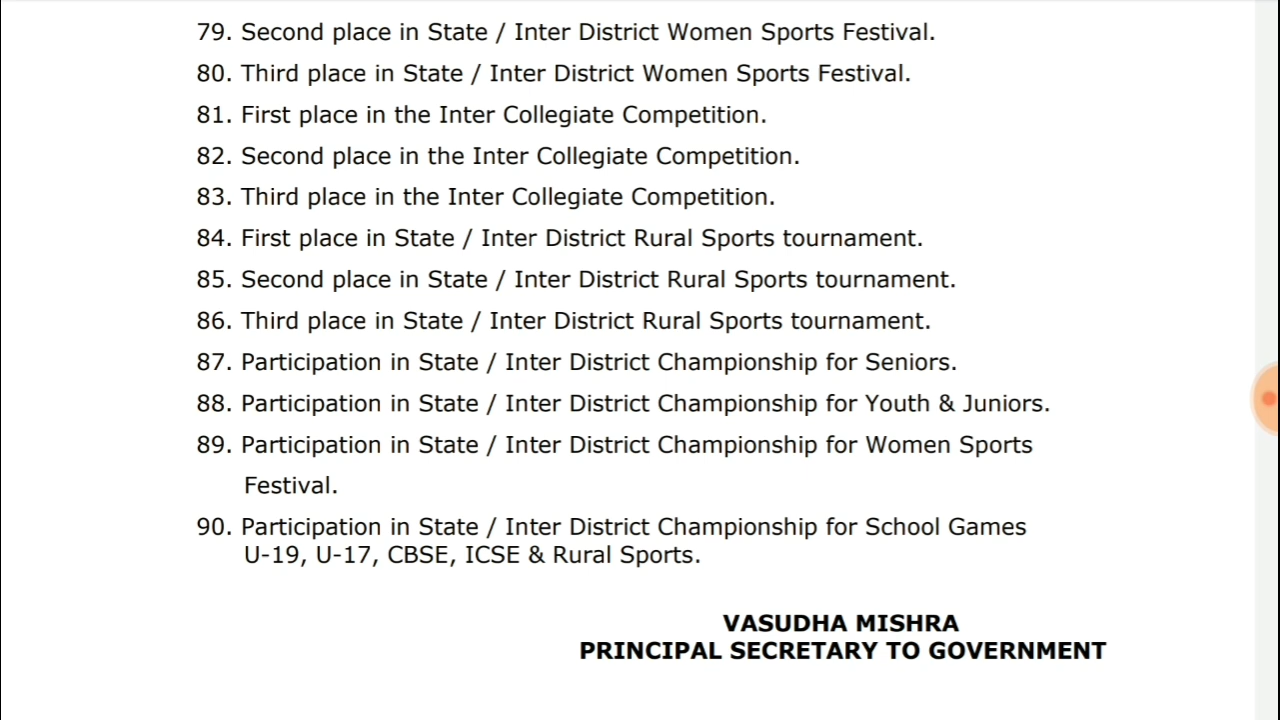 79. Second place in State / Inter District Women Sports Festival.
80. Third place in State / Inter District Women Sports Festival.
81. First place in the Inter Collegiate Competition.
82. Second place in the Inter Collegiate Competition.
83. Third place in the Inter Collegiate Competition.
84. First place in State / Inter District Rural Sports tournament.
85. Second place in State / Inter District Rural Sports tournament.
86. Third place in State / Inter District Rural Sports tournament.
87. Participation in State / Inter District Championship for Seniors.
88. Participation in State / Inter District Championship for Youth & Juniors.
89. Participation in State / Inter District Championship for Women Sports
Festival.
90. Participation in State / Inter District Championship for School Games
U-19, U-17, CBSE, ICSE & Rural Sports.
VASUDHA MISHRA
PRINCIPAL SECRETARY TO GOVERNMENT